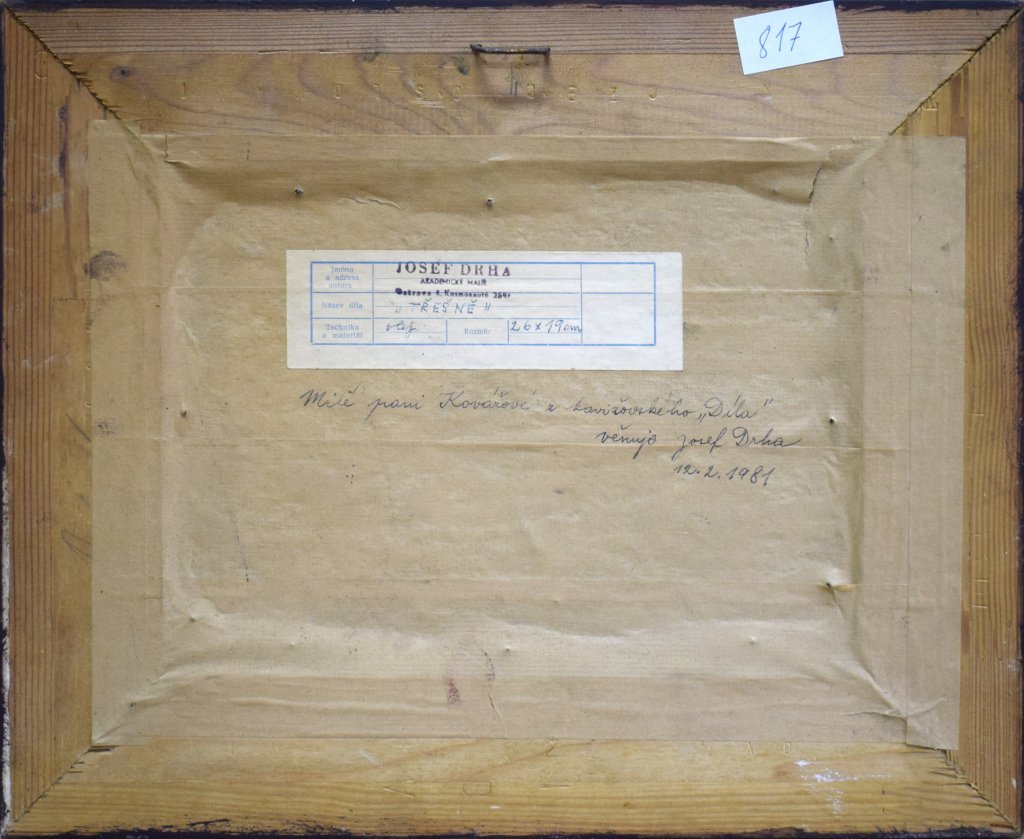 817
Jméno
a adresa
autora
JOSEF DRHA
AKADEMICKÝ MALÍŘ
Ostrava 4, Kosmonautů
Název díla
„TŘEŠNĚ"
Technika
a materiál
olej
Rozměr
26 x 19 cm
Milé paní Kovářové z havířovského „Díla"
věnuje Josef Drha
12. 2. 1981